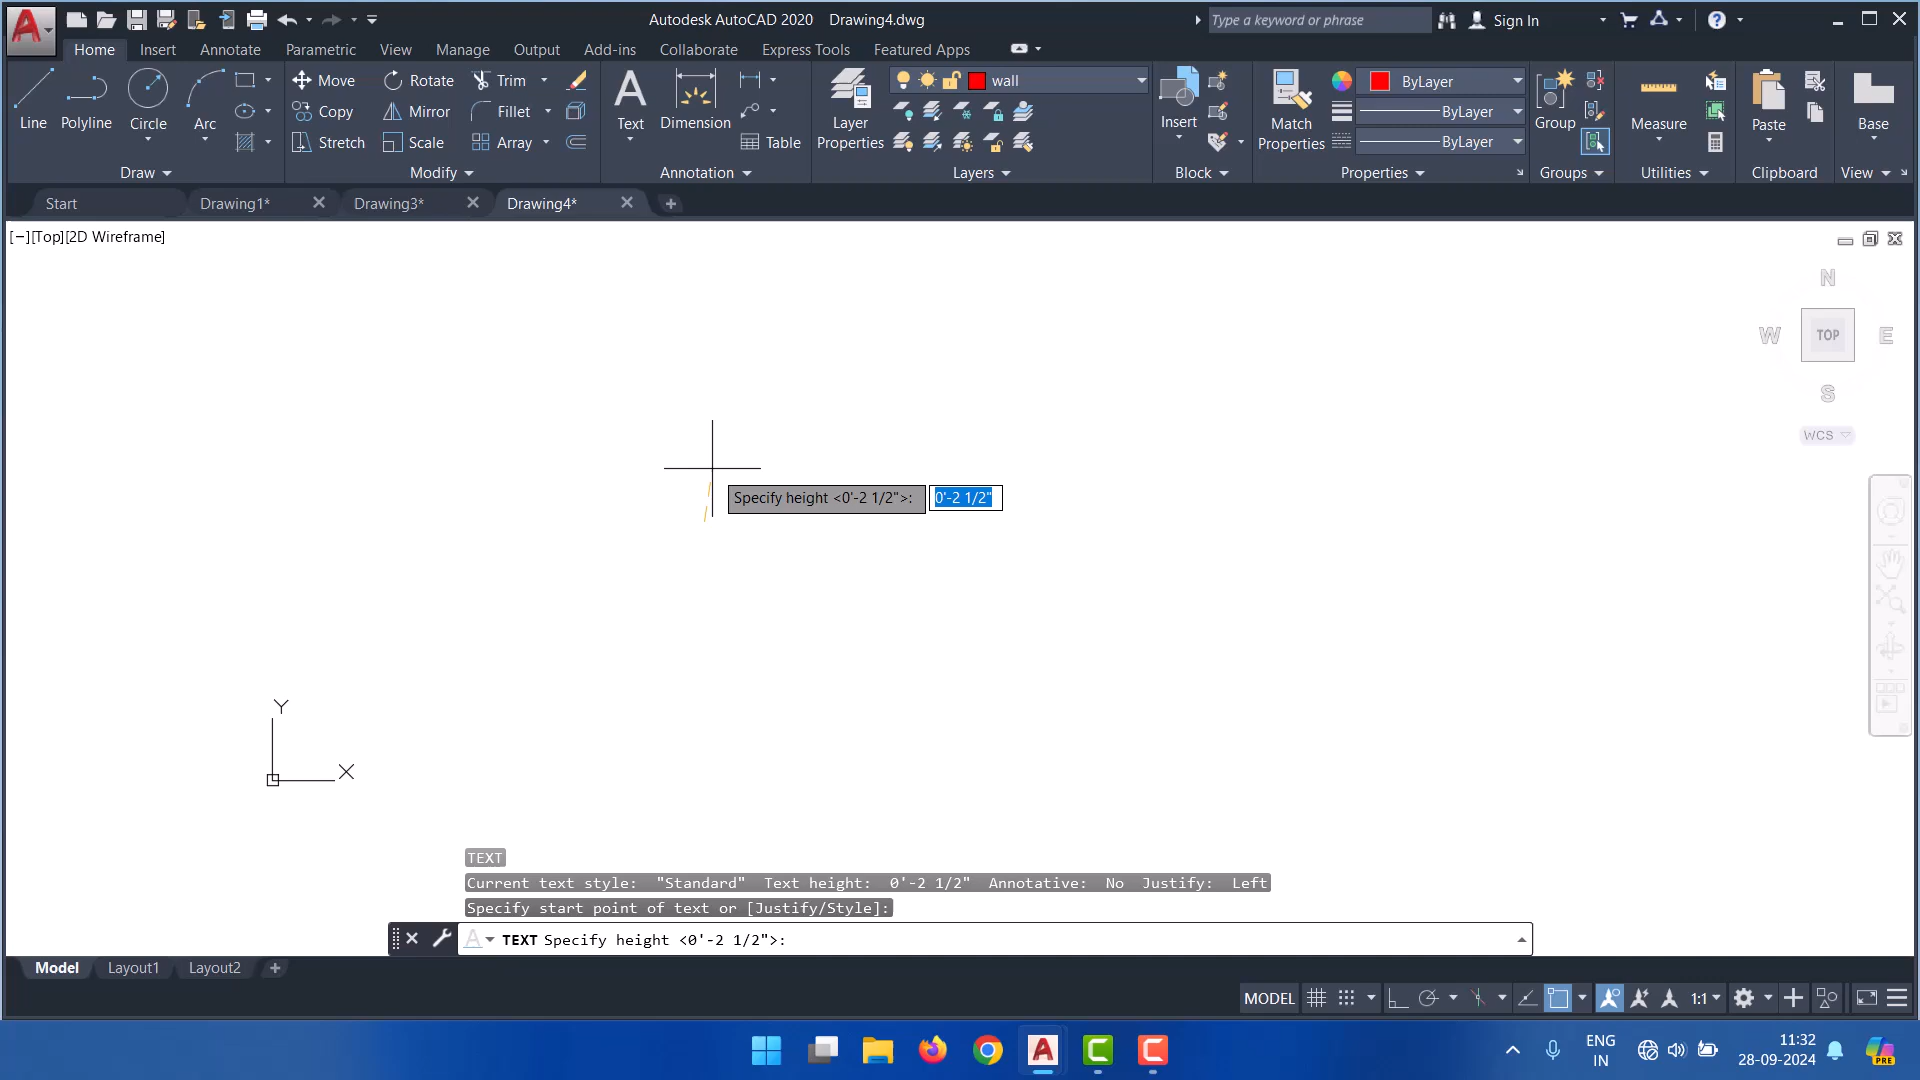 Autodesk AutoCAD 2020 Drawing4.dwg
Type a keyword or phrase
Sign In
Home Insert Annotate Parametric View Manage Output Add-ins Collaborate Express Tools Featured Apps
Line Polyline Circle Arc
Move Rotate Trim
Copy Mirror Fillet
Stretch Scale Array
Text Dimension Table
Layer Properties
wall
Insert
Match Properties
ByLayer
ByLayer
ByLayer
Group
Measure
Paste
Base
Draw Modify Annotation Layers Block Properties Groups Utilities Clipboard View
Start Drawing1* Drawing3* Drawing4*
[−][Top][2D Wireframe]
N
W TOP E
S
WCS
Specify height <0'-2 1/2">: 0'-2 1/2"
Y
X
TEXT
Current text style: "Standard" Text height: 0'-2 1/2" Annotative: No Justify: Left
Specify start point of text or [Justify/Style]:
TEXT Specify height <0'-2 1/2">:
Model Layout1 Layout2
MODEL 1:1
ENG
IN
11:32
28-09-2024
PRE